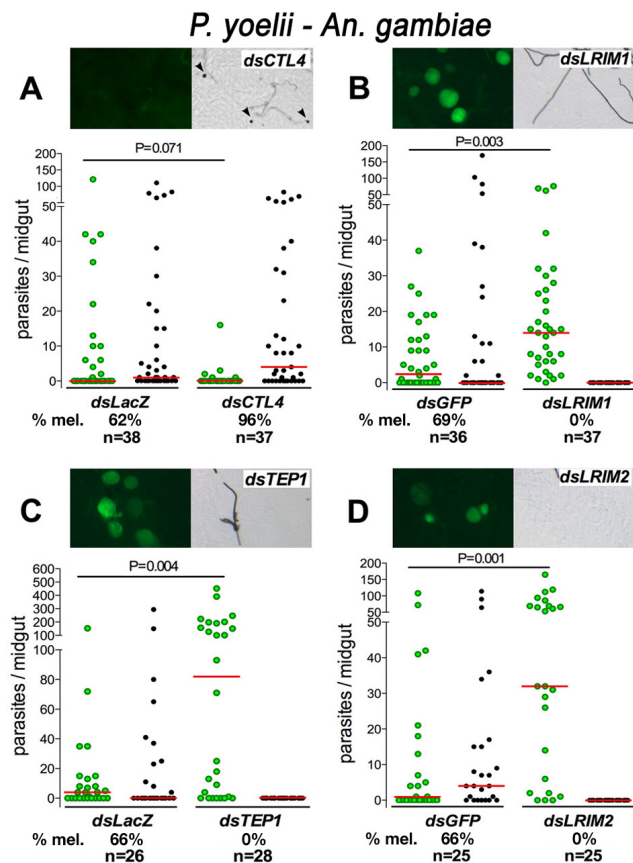 P. yoelii - An. gambiae
A
dsCTL4
P=0.071
200
150
100
50
40
30
20
10
0
parasites / midgut
dsLacZ dsCTL4
% mel. 62% 96%
n=38 n=37
B
dsLRIM1
P=0.003
200
150
100
50
50
40
30
20
10
0
parasites / midgut
dsGFP dsLRIM1
% mel. 69% 0%
n=36 n=37
C
dsTEP1
P=0.004
600
500
400
300
200
100
80
60
40
20
0
parasites / midgut
dsLacZ dsTEP1
% mel. 66% 0%
n=26 n=28
D
dsLRIM2
P=0.001
200
150
100
50
50
40
30
20
10
0
parasites / midgut
dsGFP dsLRIM2
% mel. 66% 0%
n=25 n=25